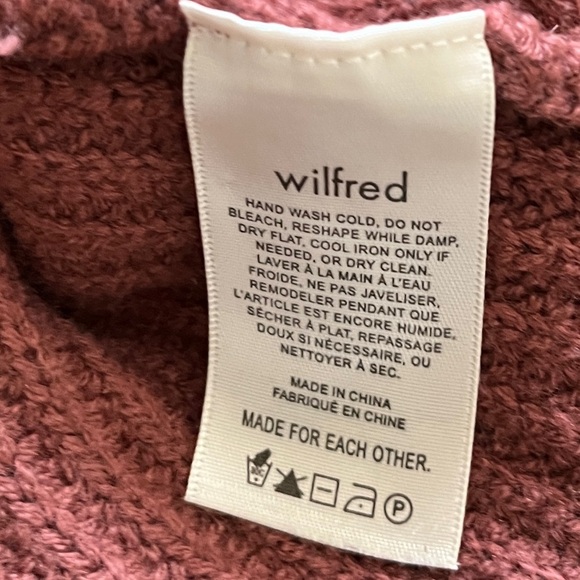 wilfred
HAND WASH COLD, DO NOT
BLEACH, RESHAPE WHILE DAMP,
DRY FLAT, COOL IRON ONLY IF
NEEDED, OR DRY CLEAN.
LAVER À LA MAIN À L'EAU
FROIDE, NE PAS JAVELISER,
REMODELER PENDANT QUE
L'ARTICLE EST ENCORE HUMIDE,
SÉCHER À PLAT, REPASSAGE
DOUX SI NÉCESSAIRE, OU
NETTOYER À SEC.
MADE IN CHINA
FABRIQUÉ EN CHINE
MADE FOR EACH OTHER.
P